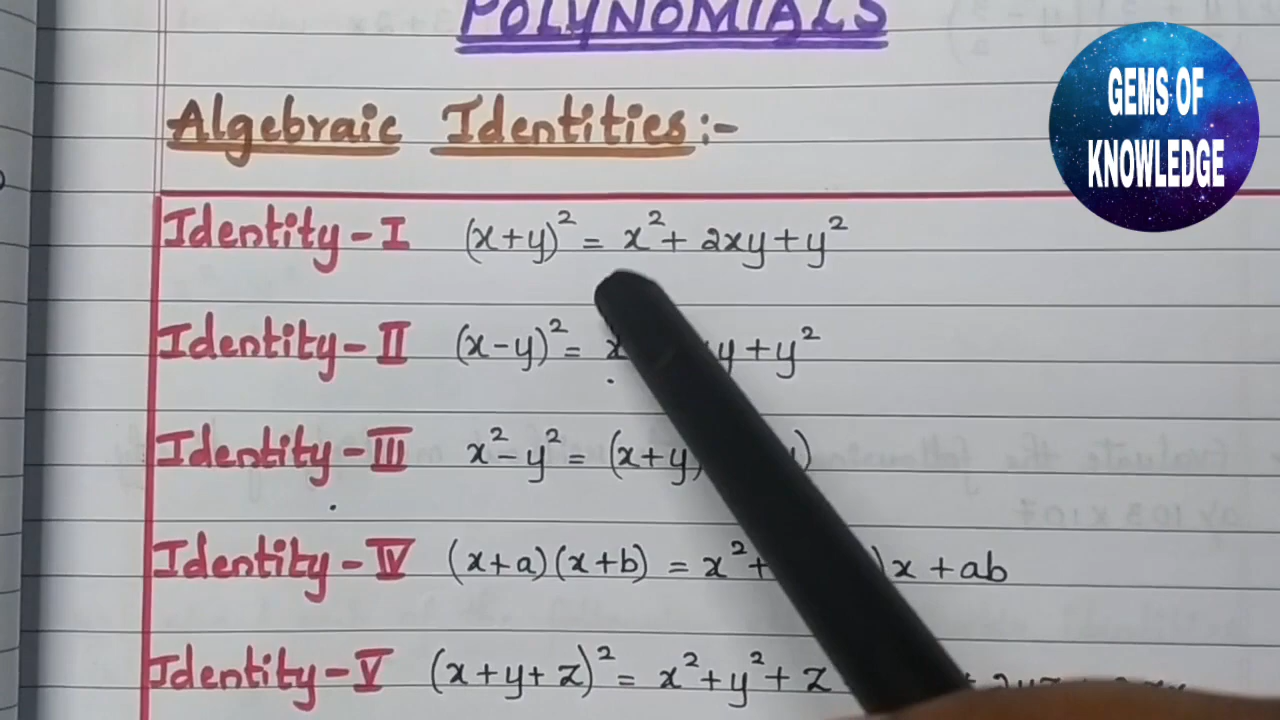 POLYNOMIALS
GEMS OF
KNOWLEDGE
Algebraic Identities:-
Identity-I (x+y)² = x²+ 2xy+y²
Identity-II (x-y)² = x y+y²
Identity-III x²-y² = (x+y) )
Identity-IV (x+a)(x+b) = x²+ )x + ab
Identity-V (x+y+z)² = x²+y²+z